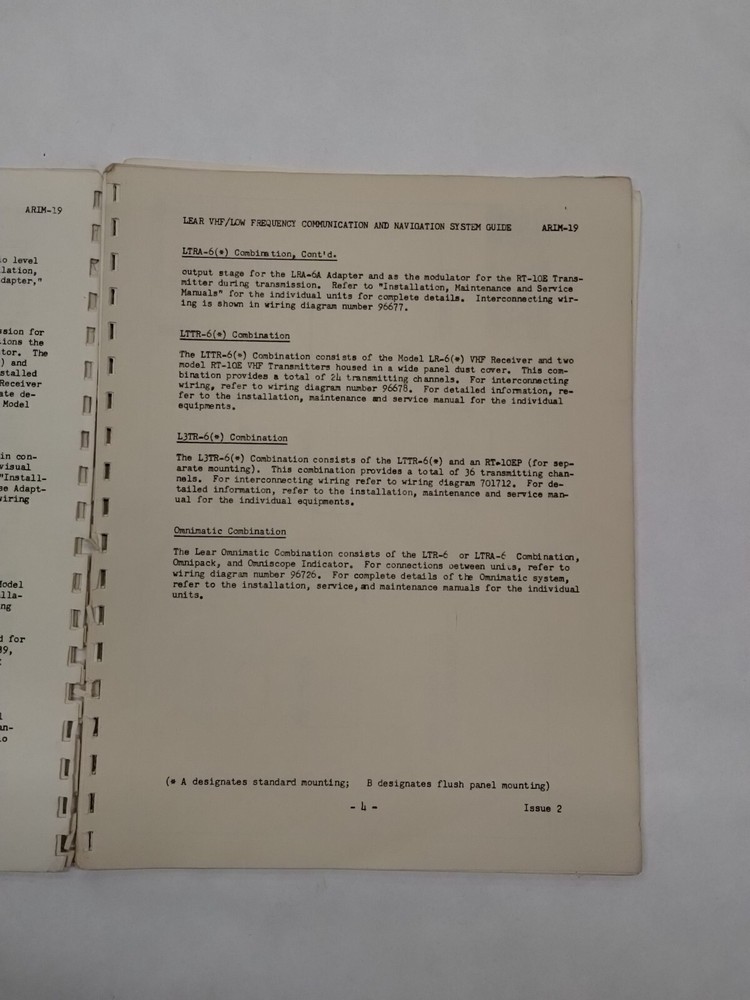 ARIM-19
io level
lation,
dapter,"
ssion for
ions the
tor. The
) and
stalled
Receiver
ate de-
Model
in con-
visual
"Install-
se Adapt-
wiring
Model
lla-
ng
d for
39,
an-
LEAR VHF/LOW FREQUENCY COMMUNICATION AND NAVIGATION SYSTEM GUIDE ARIM-19
LTRA-6(*) Combination, Cont'd.
output stage for the LRA-6A Adapter and as the modulator for the RT-10E Trans-
mitter during transmission. Refer to "Installation, Maintenance and Service
Manuals" for the individual units for complete details. Interconnecting wir-
ing is shown in wiring diagram number 96677.
LTTR-6(*) Combination
The LTTR-6(*) Combination consists of the Model LR-6(*) VHF Receiver and two
model RT-10E VHF Transmitters housed in a wide panel dust cover. This com-
bination provides a total of 24 transmitting channels. For interconnecting
wiring, refer to wiring diagram number 96678. For detailed information, re-
fer to the installation, maintenance and service manual for the individual
equipments.
L3TR-6(*) Combination
The L3TR-6(*) Combination consists of the LTTR-6(*) and an RT-10EP (for sep-
arate mounting). This combination provides a total of 36 transmitting chan-
nels. For interconnecting wiring refer to wiring diagram 701712. For de-
tailed information, refer to the installation, maintenance and service man-
ual for the individual equipments.
Omnimatic Combination
The Lear Omnimatic Combination consists of the LTR-6 or LTRA-6 Combination,
Omnipack, and Omniscope Indicator. For connections between units, refer to
wiring diagram number 96726. For complete details of the Omnimatic system,
refer to the installation, service, and maintenance manuals for the individual
units.
(* A designates standard mounting; B designates flush panel mounting)
- 4 -
Issue 2